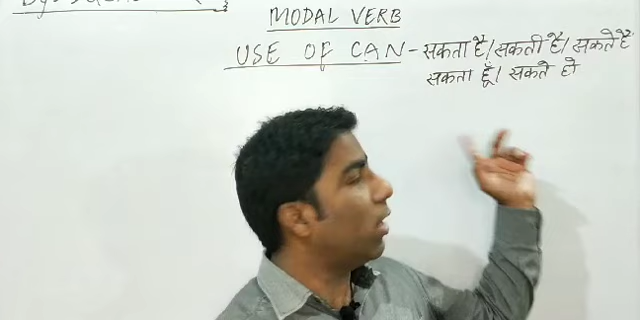 MODAL VERB
USE OF CAN - सकता है / सकती है / सकते हैं
सकता हूँ / सकते हो